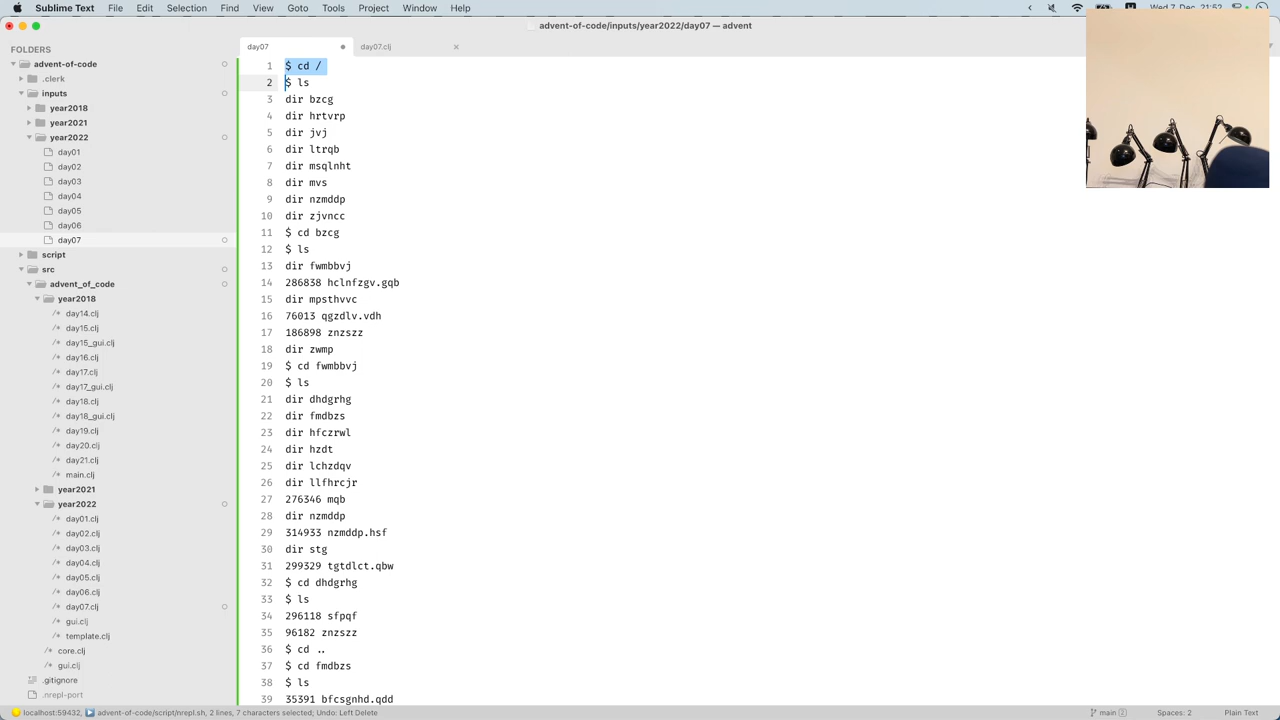 Sublime Text File Edit Selection Find View Goto Tools Project Window Help
Wed 7 Dec 21:52
advent-of-code/inputs/year2022/day07 — advent
FOLDERS
advent-of-code
.clerk
inputs
year2018
year2021
year2022
day01
day02
day03
day04
day05
day06
day07
script
src
advent_of_code
year2018
day14.clj
day15.clj
day15_gui.clj
day16.clj
day17.clj
day17_gui.clj
day18.clj
day18_gui.clj
day19.clj
day20.clj
day21.clj
main.clj
year2021
year2022
day01.clj
day02.clj
day03.clj
day04.clj
day05.clj
day06.clj
day07.clj
gui.clj
template.clj
core.clj
gui.clj
.gitignore
.nrepl-port
day07 day07.clj
1 $ cd /
2 $ ls
3 dir bzcg
4 dir hrtvrp
5 dir jvj
6 dir ltrqb
7 dir msqlnht
8 dir mvs
9 dir nzmddp
10 dir zjvncc
11 $ cd bzcg
12 $ ls
13 dir fwmbbvj
14 286838 hclnfzgv.gqb
15 dir mpsthvvc
16 76013 qgzdlv.vdh
17 186898 znzszz
18 dir zwmp
19 $ cd fwmbbvj
20 $ ls
21 dir dhdgrhg
22 dir fmdbzs
23 dir hfczrwl
24 dir hzdt
25 dir lchzdqv
26 dir llfhrcjr
27 276346 mqb
28 dir nzmddp
29 314933 nzmddp.hsf
30 dir stg
31 299329 tgtdlct.qbw
32 $ cd dhdgrhg
33 $ ls
34 296118 sfpqf
35 96182 znzszz
36 $ cd ..
37 $ cd fmdbzs
38 $ ls
39 35391 bfcsgnhd.qdd
localhost:59432, advent-of-code/script/nrepl.sh, 2 lines, 7 characters selected; Undo: Left Delete
main 2 Spaces: 2 Plain Text